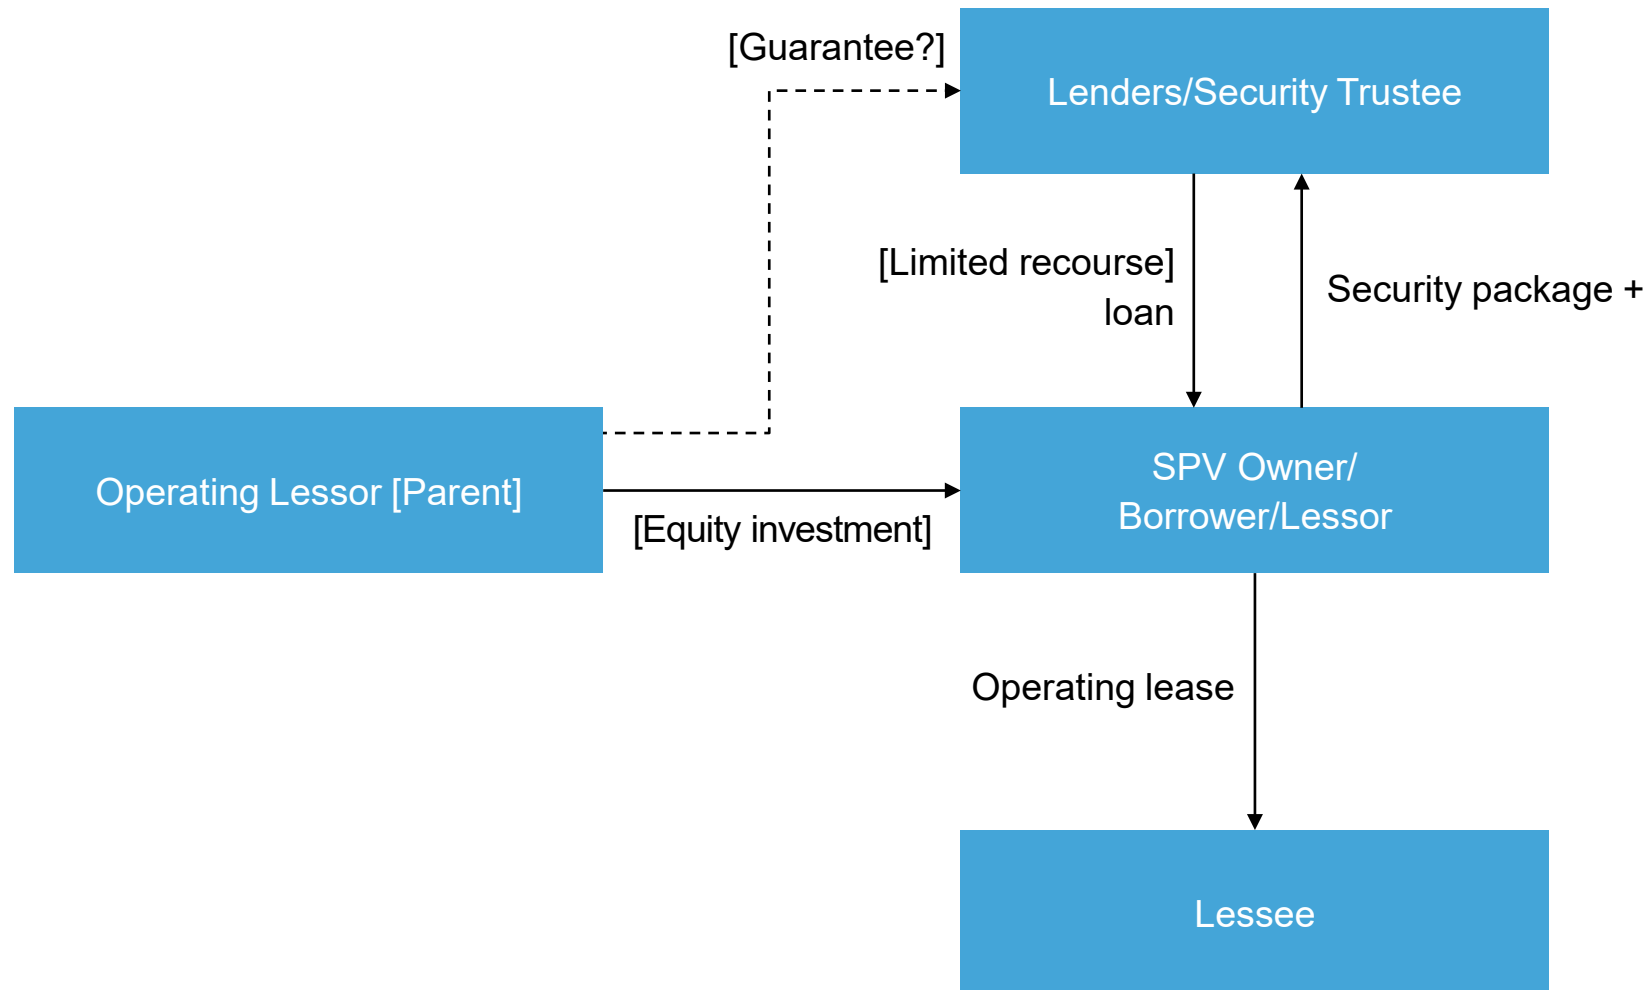 [Guarantee?]
Lenders/Security Trustee
[Limited recourse]
loan
Security package +
Operating Lessor [Parent]
[Equity investment]
SPV Owner/
Borrower/Lessor
Operating lease
Lessee